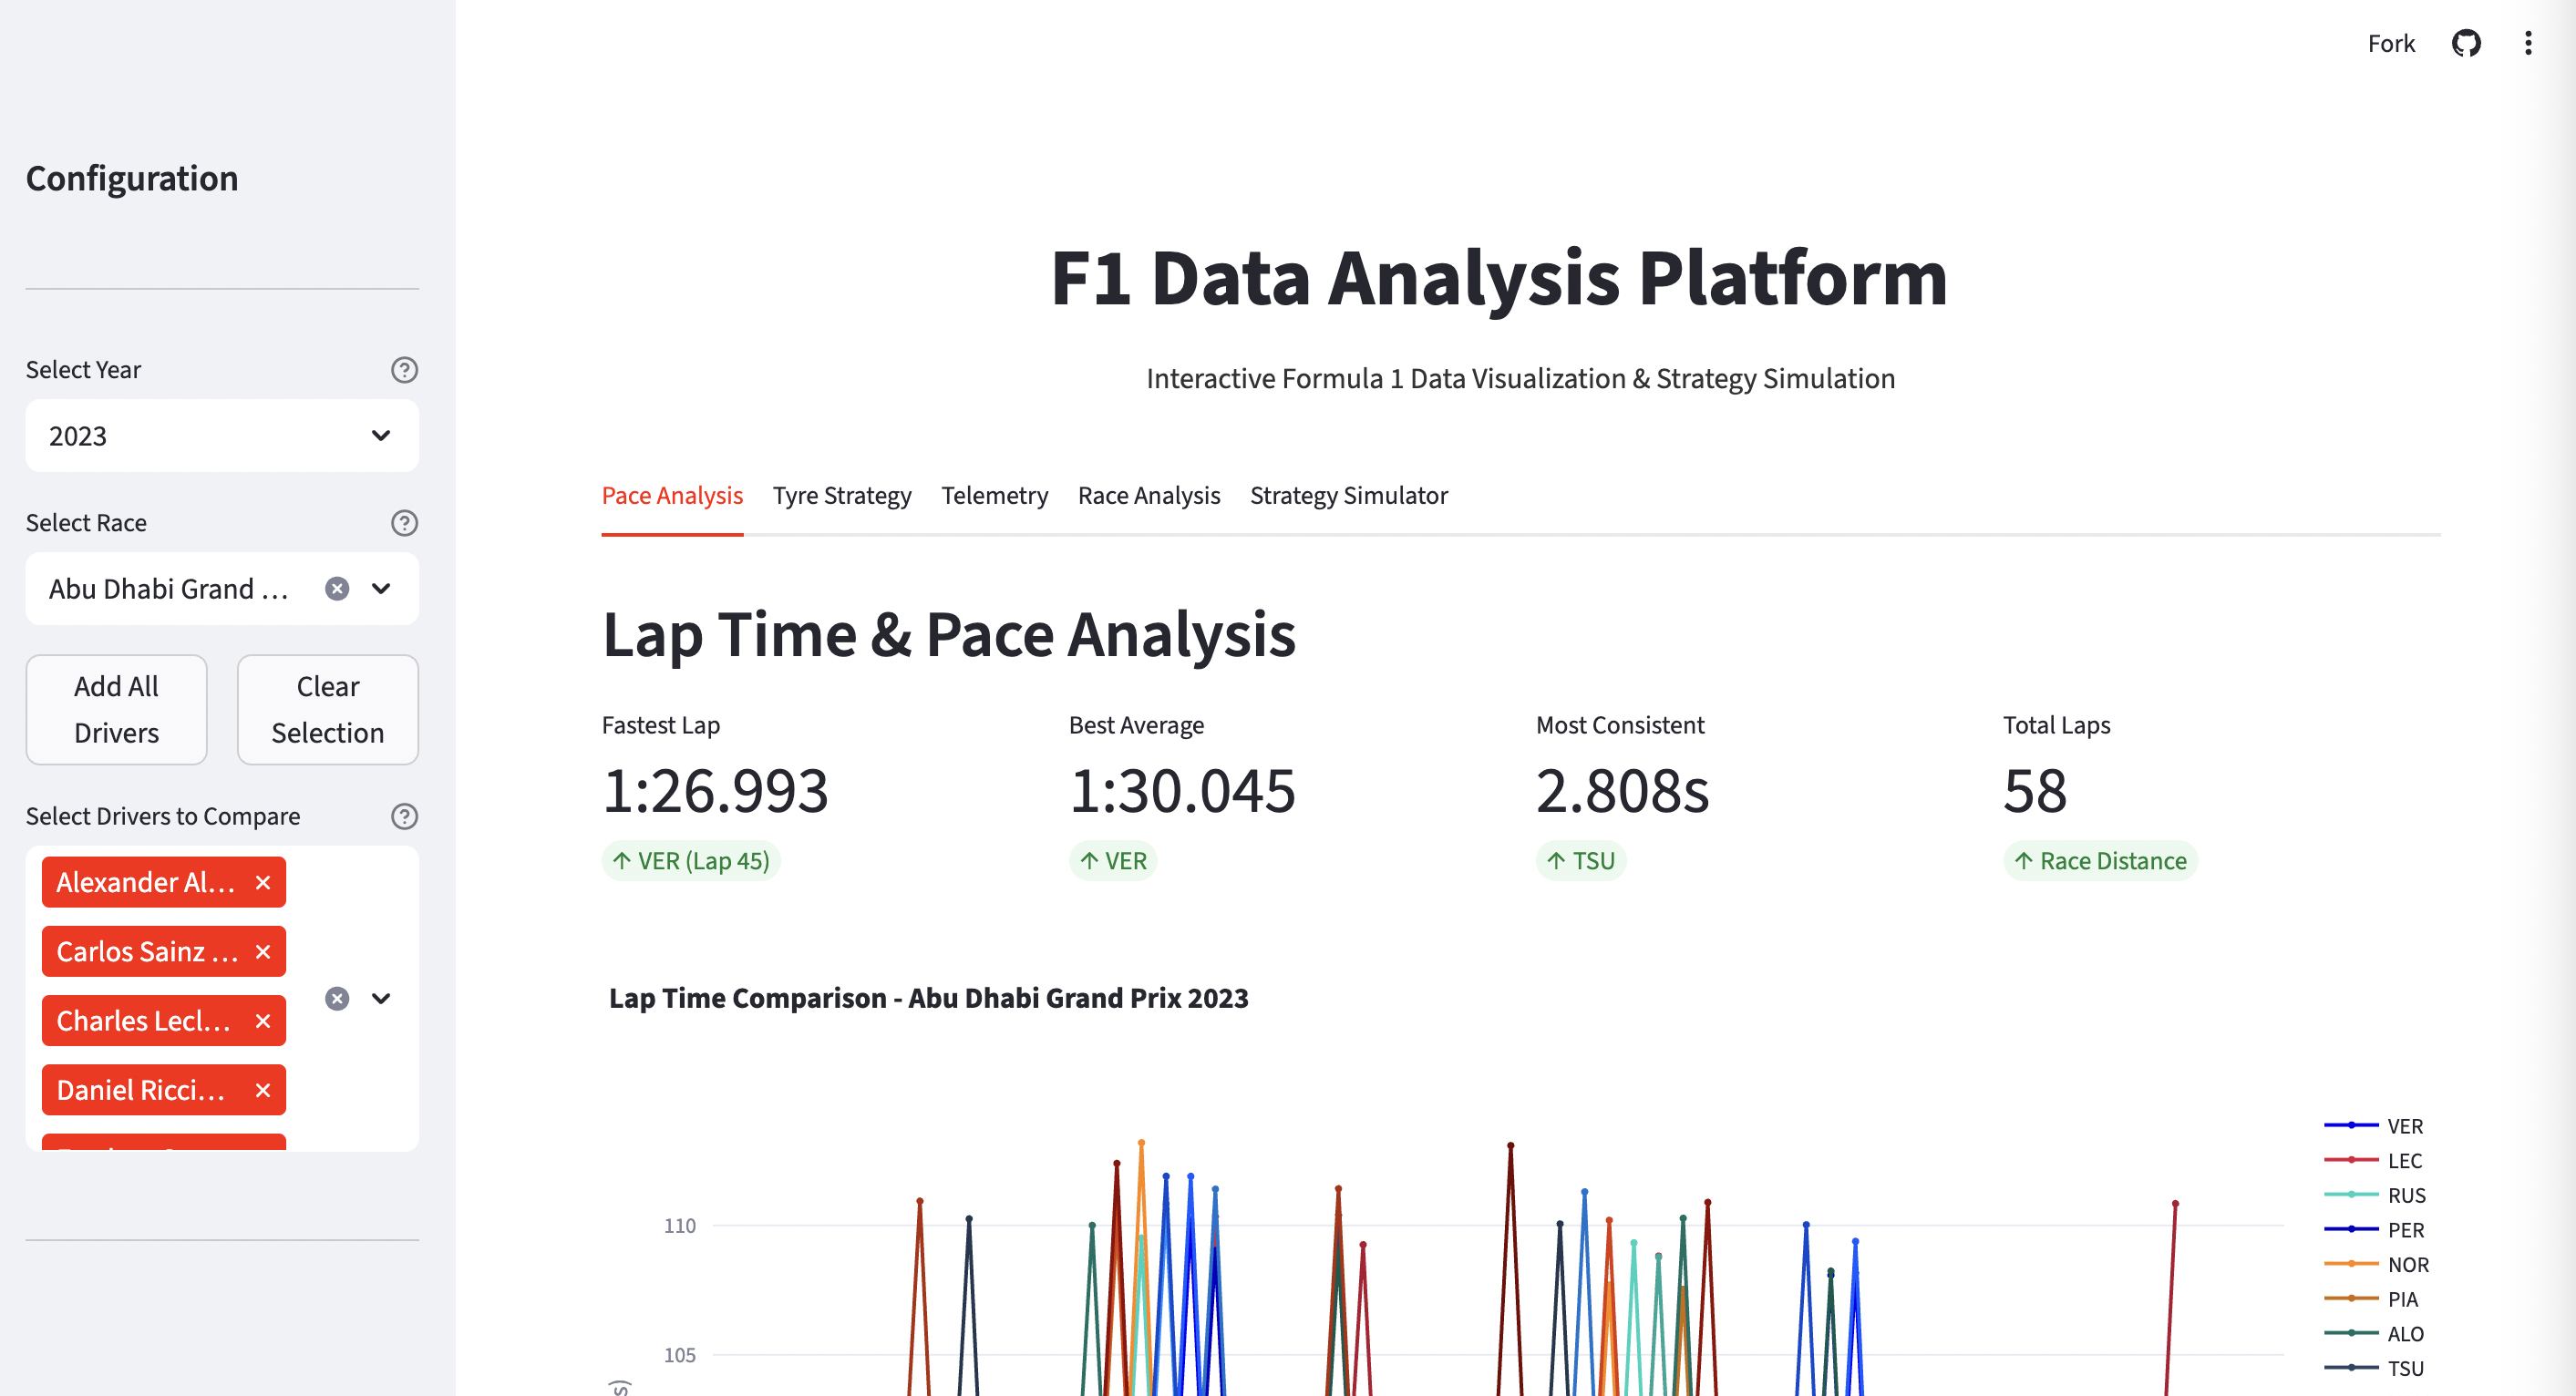 Fork
Configuration
Select Year
2023
Select Race
Abu Dhabi Grand …
Add All
Drivers
Clear
Selection
Select Drivers to Compare
Alexander Al…
Carlos Sainz …
Charles Lecl…
Daniel Ricci…
F1 Data Analysis Platform
Interactive Formula 1 Data Visualization & Strategy Simulation
Pace Analysis
Tyre Strategy
Telemetry
Race Analysis
Strategy Simulator
Lap Time & Pace Analysis
Fastest Lap
1:26.993
↑ VER (Lap 45)
Best Average
1:30.045
↑ VER
Most Consistent
2.808s
↑ TSU
Total Laps
58
↑ Race Distance
Lap Time Comparison - Abu Dhabi Grand Prix 2023
110
105
s)
VER
LEC
RUS
PER
NOR
PIA
ALO
TSU